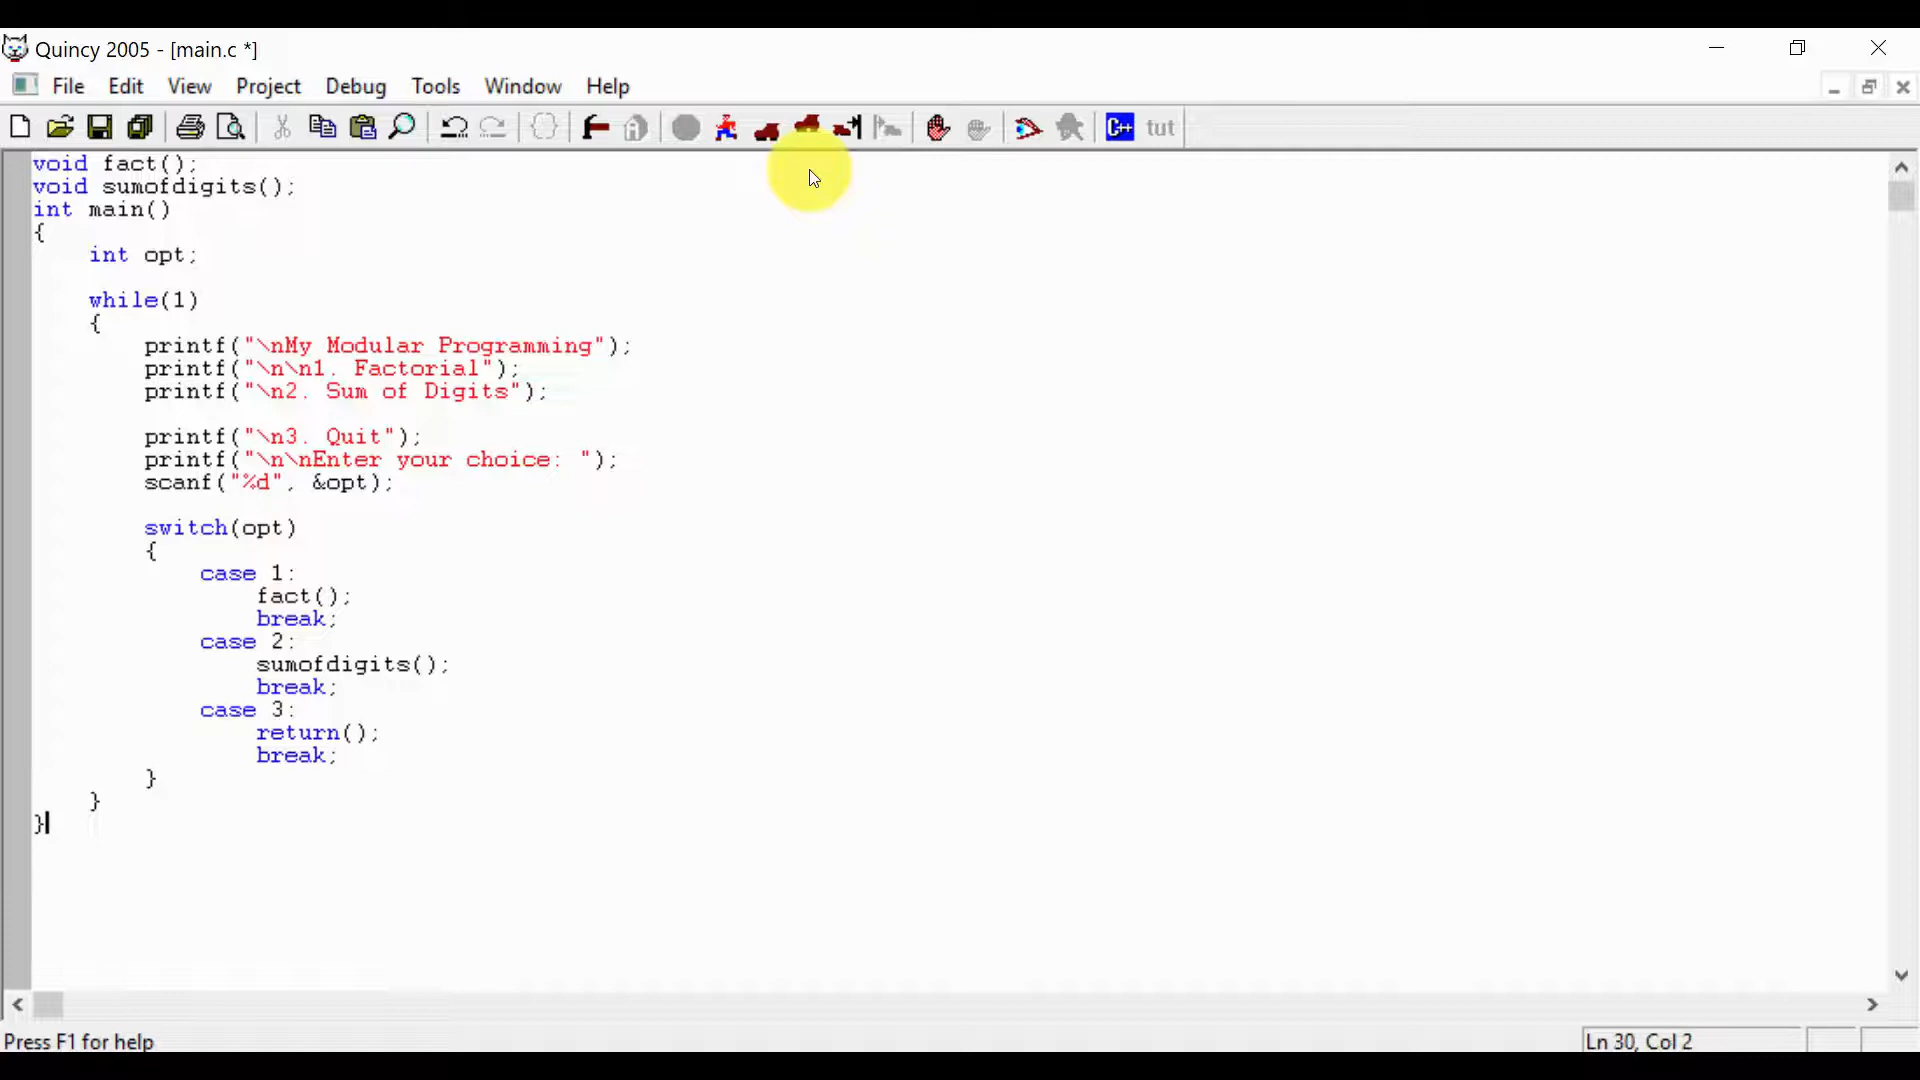 Quincy 2005 - [main.c *]
File Edit View Project Debug Tools Window Help
C++ tut
void fact();
void sumofdigits();
int main()
{
    int opt;
    while(1)
    {
        printf("\nMy Modular Programming");
        printf("\n\n1. Factorial");
        printf("\n2. Sum of Digits");
        printf("\n3. Quit");
        printf("\n\nEnter your choice: ");
        scanf("%d", &opt);
        switch(opt)
        {
            case 1:
                fact();
                break;
            case 2:
                sumofdigits();
                break;
            case 3:
                return();
                break;
        }
    }
}
Press F1 for help Ln 30, Col 2